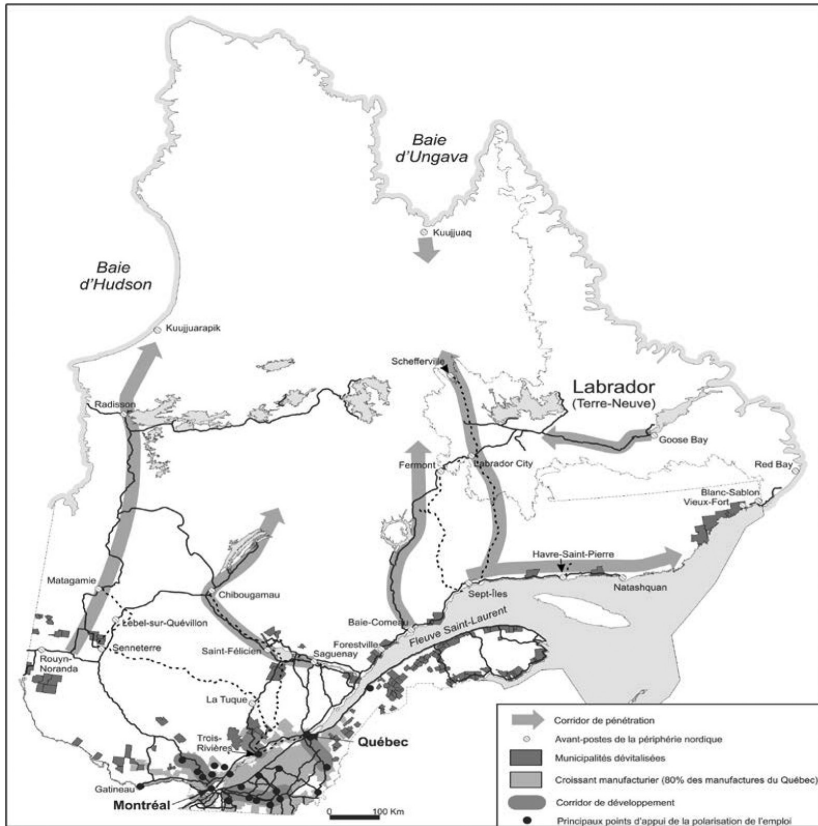 Baie
d'Ungava
Kuujjuaq
Baie
d'Hudson
Kuujjuarapik
Schefferville
Labrador
(Terre-Neuve)
Radisson
Goose Bay
Fermont
Labrador City
Red Bay
Blanc-Sablon
Vieux-Fort
Havre-Saint-Pierre
Matagamie
Chibougamau
Sept-Îles
Natashquan
Lebel-sur-Quévillon
Baie-Comeau
Fleuve Saint-Laurent
Senneterre
Saint-Félicien
Forestville
Saguenay
Rouyn-
Noranda
La Tuque
Trois-
Rivières
Québec
Gatineau
Montréal
0 100 Km
Corridor de pénétration
Avant-postes de la périphérie nordique
Municipalités dévitalisées
Croissant manufacturier (80% des manufactures du Québec)
Corridor de développement
Principaux points d'appui de la polarisation de l'emploi